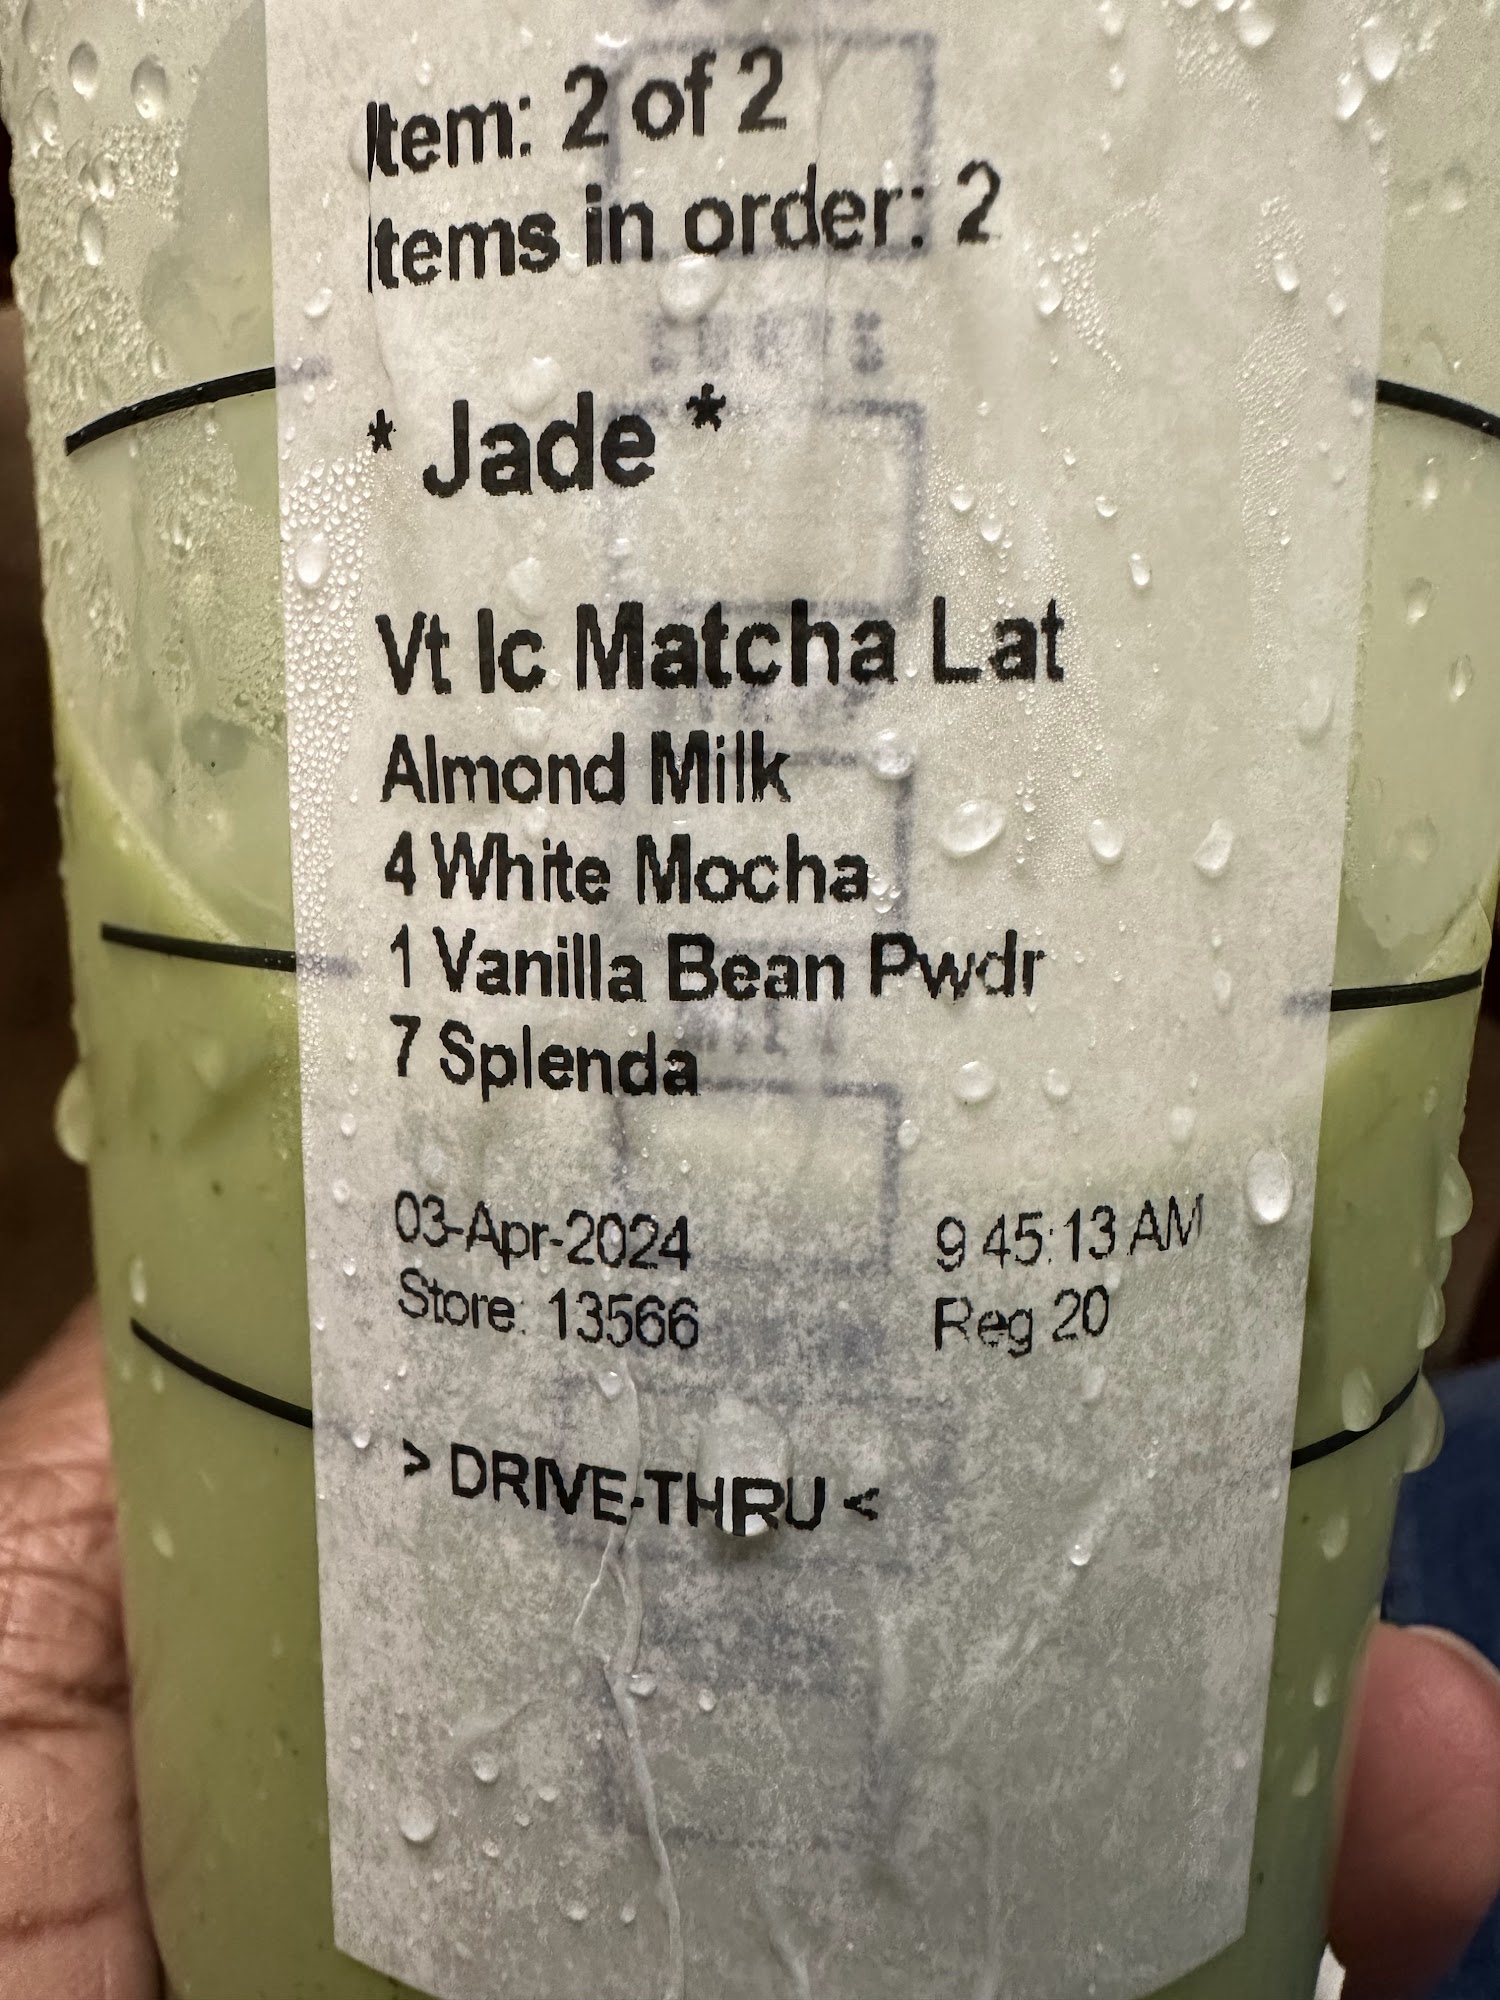 Item: 2 of 2
Items in order: 2
* Jade *
Vt Ic Matcha Lat
Almond Milk
4 White Mocha
1 Vanilla Bean Pwdr
7 Splenda
03-Apr-2024 9:45:13 AM
Store: 13566 Reg 20
> DRIVE-THRU <